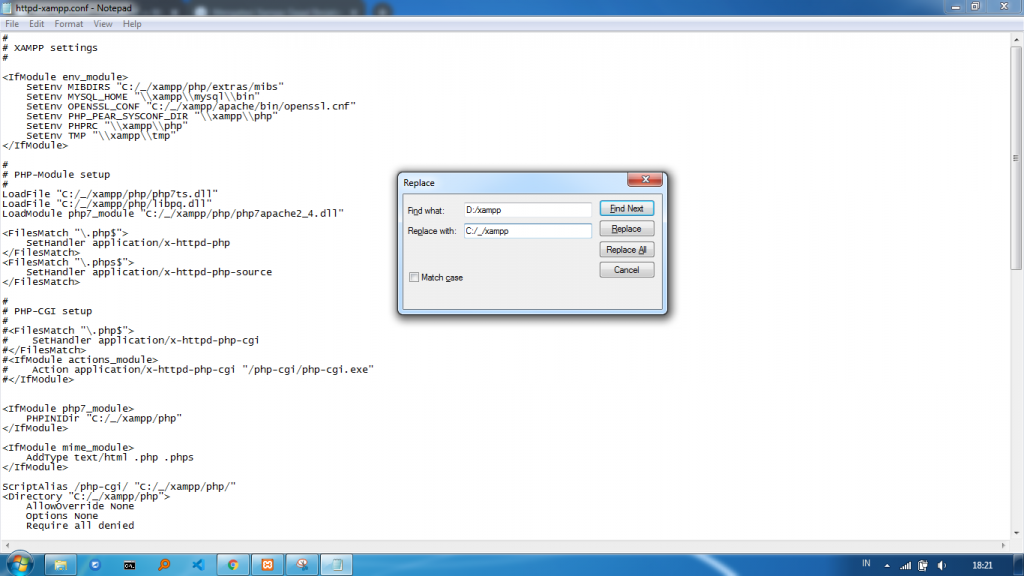 httpd-xampp.conf - Notepad
File Edit Format View Help
#
# XAMPP settings
#
<IfModule env_module>
    SetEnv MIBDIRS "C:/_/xampp/php/extras/mibs"
    SetEnv MYSQL_HOME "\\xampp\\mysql\\bin"
    SetEnv OPENSSL_CONF "C:/_/xampp/apache/bin/openssl.cnf"
    SetEnv PHP_PEAR_SYSCONF_DIR "\\xampp\\php"
    SetEnv PHPRC "\\xampp\\php"
    SetEnv TMP "\\xampp\\tmp"
</IfModule>
#
# PHP-Module setup
#
LoadFile "C:/_/xampp/php/php7ts.dll"
LoadFile "C:/_/xampp/php/libpq.dll"
LoadModule php7_module "C:/_/xampp/php/php7apache2_4.dll"
<FilesMatch "\.php$">
    SetHandler application/x-httpd-php
</FilesMatch>
<FilesMatch "\.phps$">
    SetHandler application/x-httpd-php-source
</FilesMatch>
#
# PHP-CGI setup
#
#<FilesMatch "\.php$">
#    SetHandler application/x-httpd-php-cgi
#</FilesMatch>
#<IfModule actions_module>
#    Action application/x-httpd-php-cgi "/php-cgi/php-cgi.exe"
#</IfModule>
<IfModule php7_module>
    PHPINIDir "C:/_/xampp/php"
</IfModule>
<IfModule mime_module>
    AddType text/html .php .phps
</IfModule>
ScriptAlias /php-cgi/ "C:/_/xampp/php/"
<Directory "C:/_/xampp/php">
    AllowOverride None
    Options None
    Require all denied
Replace
Find what: D:/xampp Find Next
Replace with: C:/_/xampp Replace
Replace All
Cancel
Match case
IN 18:21